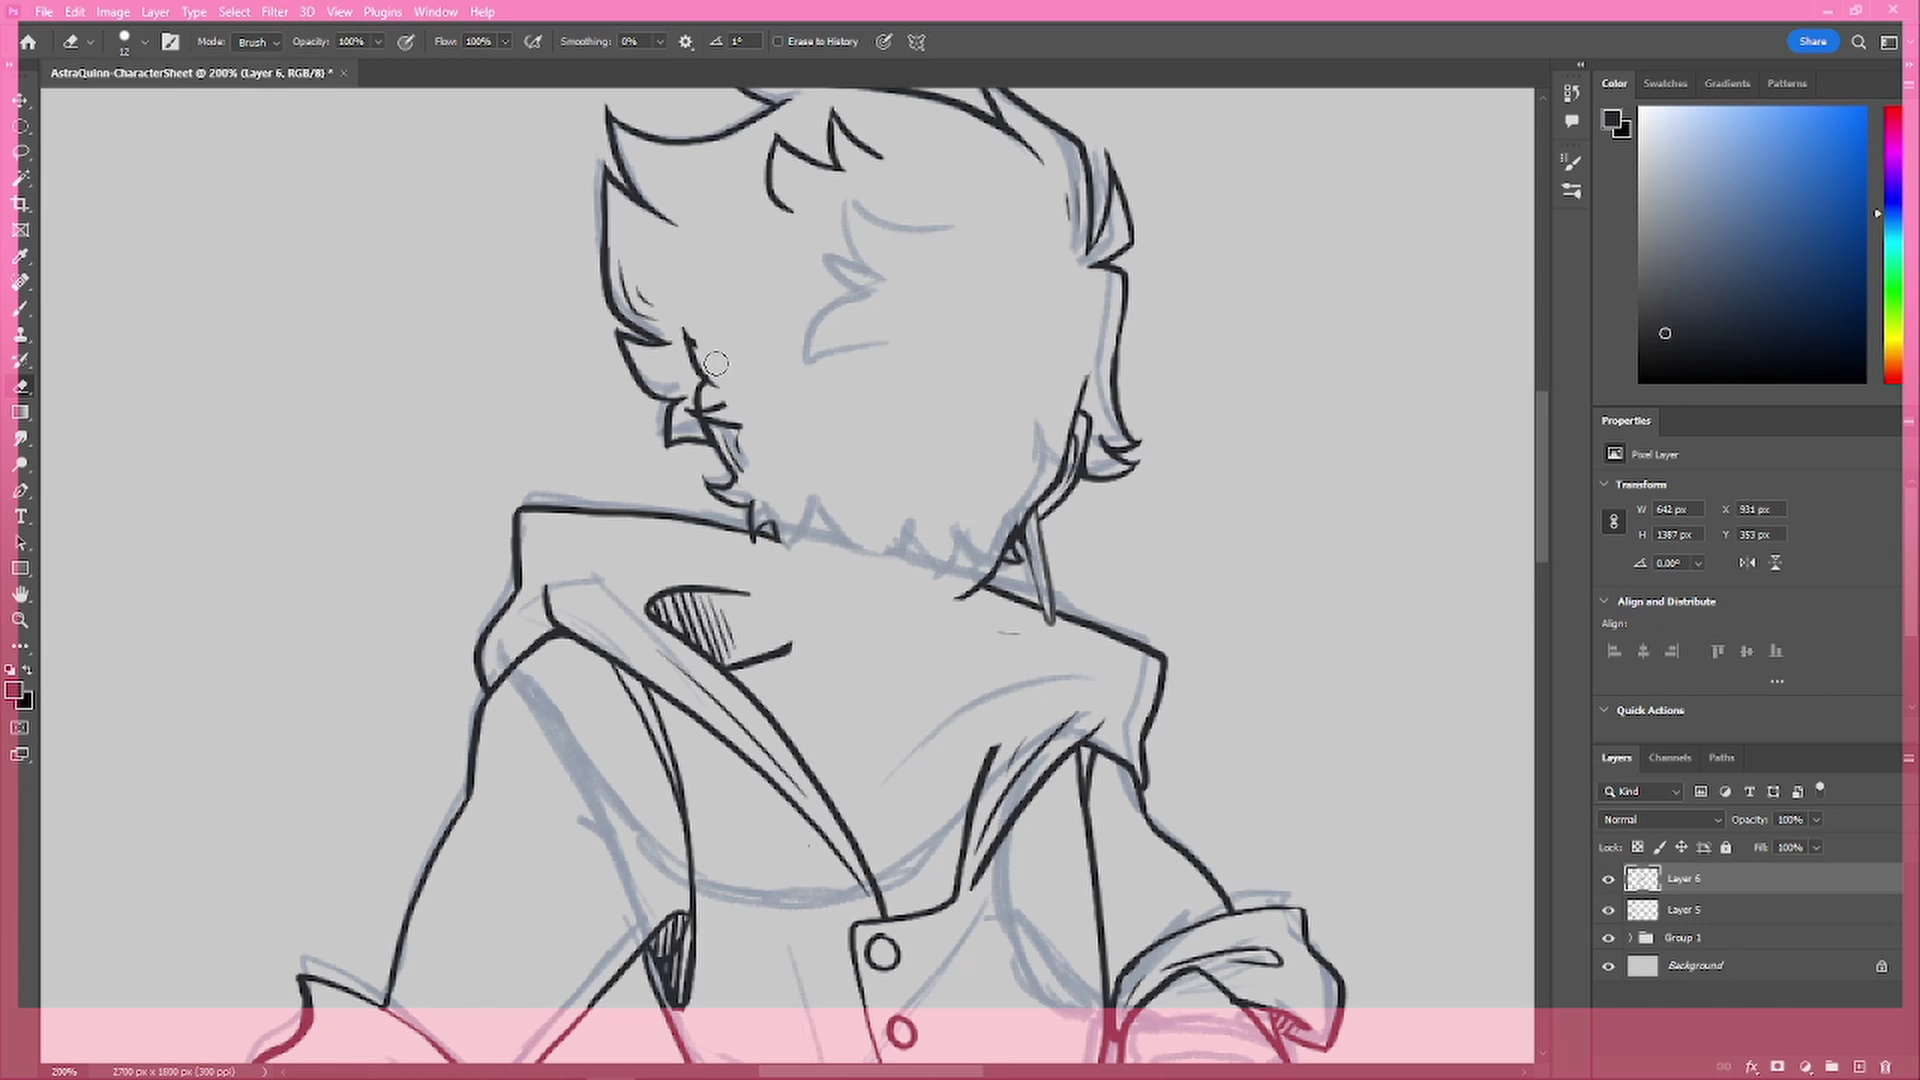 Ps File Edit Image Layer Type Select Filter 3D View Plugins Window Help
12 Mode: Brush Opacity: 100% Flow: 100% Smoothing: 0% 1° Erase to History Share
AstraQuinn-CharacterSheet @ 200% (Layer 6, RGB/8) * ×
Color Swatches Gradients Patterns
Properties
Pixel Layer
Transform
W 642 px X 931 px
H 1387 px Y 353 px
0.00°
Align and Distribute
Align:
Quick Actions
Layers Channels Paths
Kind
Normal Opacity: 100%
Lock: Fill: 100%
Layer 6
Layer 5
Group 1
Background
200% 2700 px x 1800 px (300 ppi)